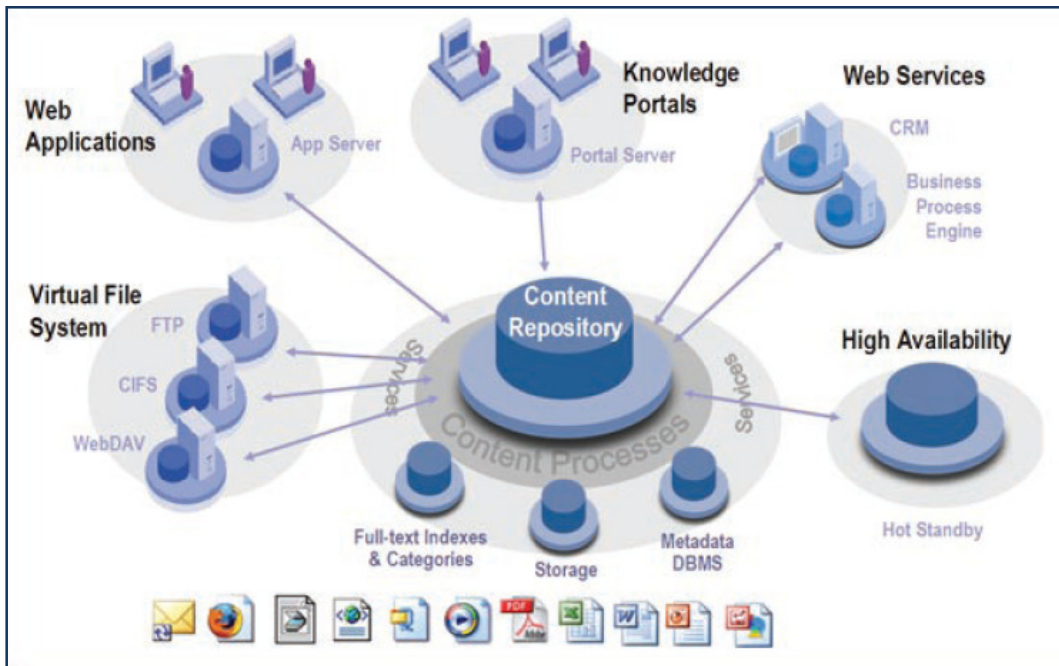 Web
Applications
App Server
Knowledge
Portals
Portal Server
Web Services
CRM
Business
Process
Engine
Virtual File
System
FTP
CIFS
WebDAV
Content
Repository
Services
Services
Content Processes
High Availability
Hot Standby
Full-text Indexes
& Categories
Storage
Metadata
DBMS
PDF
Adobe